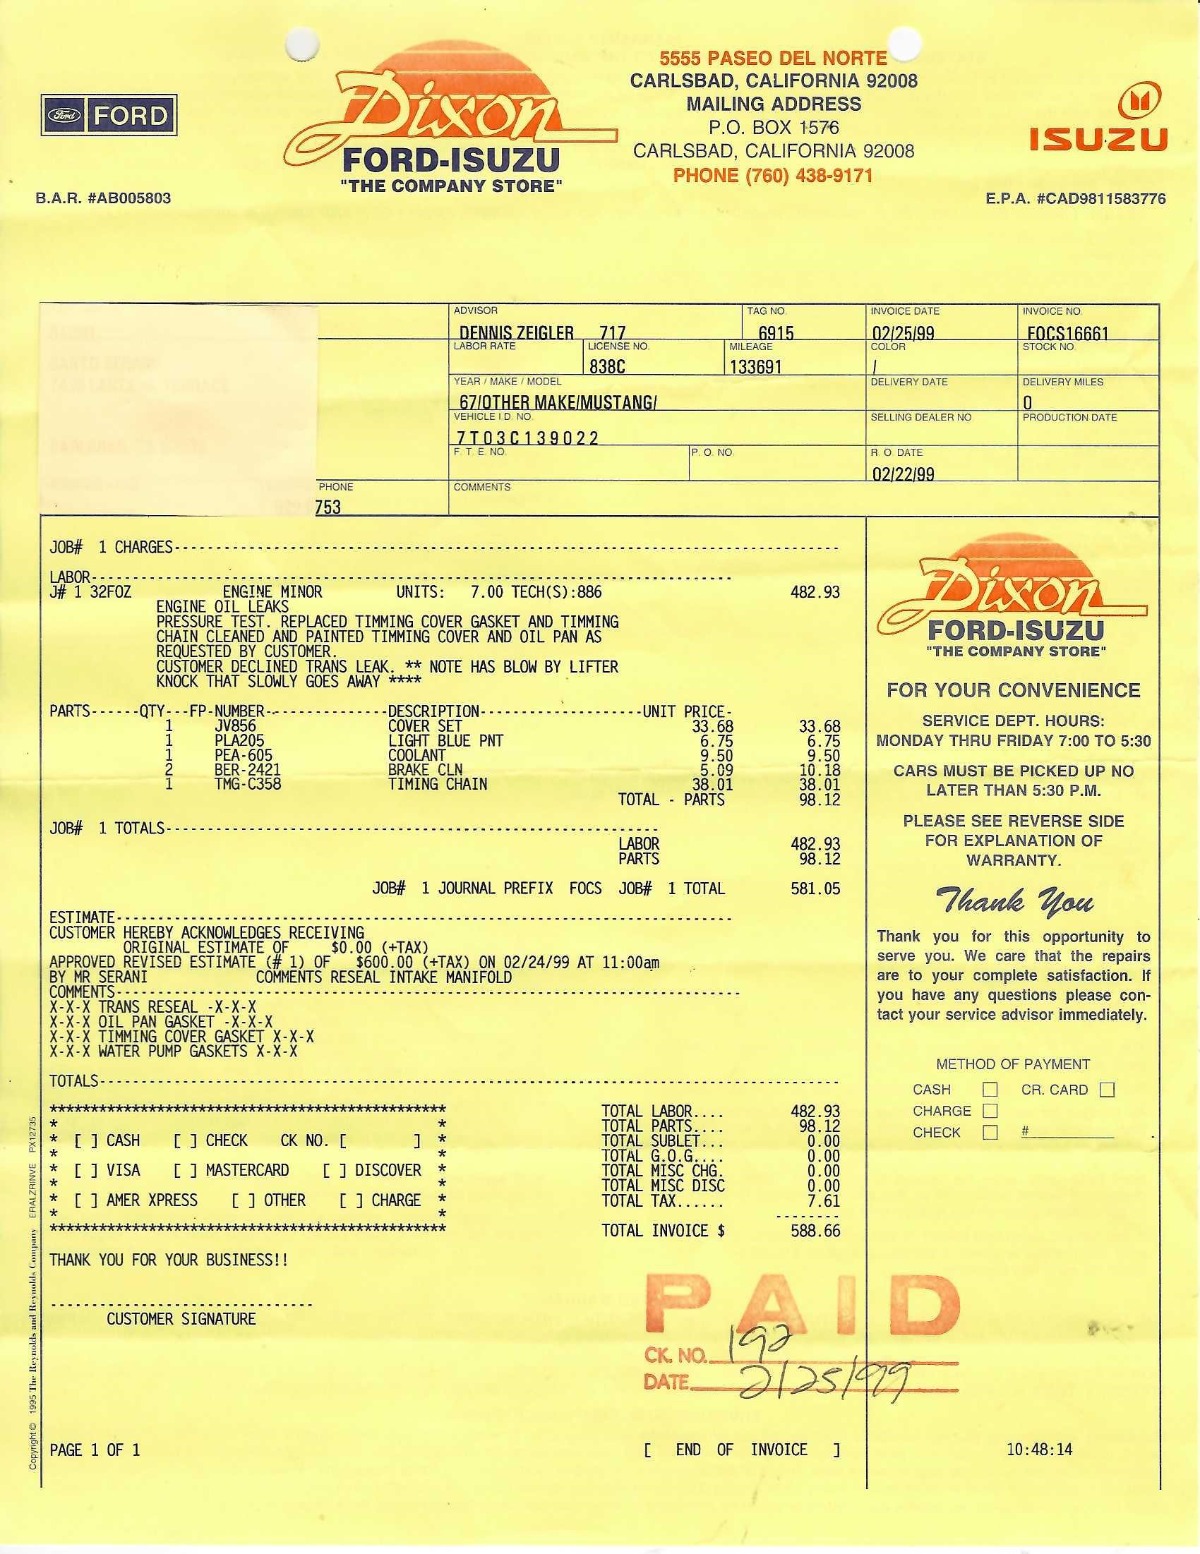 Ford FORD
B.A.R. #AB005803
Dixon
FORD-ISUZU
"THE COMPANY STORE"
5555 PASEO DEL NORTE
CARLSBAD, CALIFORNIA 92008
MAILING ADDRESS
P.O. BOX 1576
CARLSBAD, CALIFORNIA 92008
PHONE (760) 438-9171
ISUZU
E.P.A. #CAD9811583776
ADVISOR TAG NO. INVOICE DATE INVOICE NO.
DENNIS ZEIGLER 717 6915 02/25/99 FOCS16661
LABOR RATE LICENSE NO. MILEAGE COLOR STOCK NO.
838C 133691 /
YEAR / MAKE / MODEL DELIVERY DATE DELIVERY MILES
67/OTHER MAKE/MUSTANG/ 0
VEHICLE I.D. NO. SELLING DEALER NO PRODUCTION DATE
7T03C139022
F. T. E. NO. P. O. NO. R. O. DATE
02/22/99
PHONE COMMENTS
753
JOB# 1 CHARGES-----------------------------------------------------------
LABOR--------------------------------------------------------------------
J# 1 32FOZ ENGINE MINOR UNITS: 7.00 TECH(S):886 482.93
ENGINE OIL LEAKS
PRESSURE TEST. REPLACED TIMMING COVER GASKET AND TIMMING
CHAIN CLEANED AND PAINTED TIMMING COVER AND OIL PAN AS
REQUESTED BY CUSTOMER.
CUSTOMER DECLINED TRANS LEAK. ** NOTE HAS BLOW BY LIFTER
KNOCK THAT SLOWLY GOES AWAY ****
PARTS------QTY---FP-NUMBER---------------DESCRIPTION--------------------UNIT PRICE-
1 JV856 COVER SET 33.68 33.68
1 PLA205 LIGHT BLUE PNT 6.75 6.75
1 PEA-605 COOLANT 9.50 9.50
2 BER-2421 BRAKE CLN 5.09 10.18
1 TMG-C358 TIMING CHAIN 38.01 38.01
TOTAL - PARTS 98.12
JOB# 1 TOTALS------------------------------------------------------------
LABOR 482.93
PARTS 98.12
JOB# 1 JOURNAL PREFIX FOCS JOB# 1 TOTAL 581.05
ESTIMATE-----------------------------------------------------------------
CUSTOMER HEREBY ACKNOWLEDGES RECEIVING
ORIGINAL ESTIMATE OF $0.00 (+TAX)
APPROVED REVISED ESTIMATE (# 1) OF $600.00 (+TAX) ON 02/24/99 AT 11:00am
BY MR SERANI COMMENTS RESEAL INTAKE MANIFOLD
COMMENTS-----------------------------------------------------------------
X-X-X TRANS RESEAL -X-X-X
X-X-X OIL PAN GASKET -X-X-X
X-X-X TIMMING COVER GASKET X-X-X
X-X-X WATER PUMP GASKETS X-X-X
TOTALS-------------------------------------------------------------------
************************************************
* *
* [ ] CASH [ ] CHECK CK NO. [ ] *
* *
* [ ] VISA [ ] MASTERCARD [ ] DISCOVER *
* *
* [ ] AMER XPRESS [ ] OTHER [ ] CHARGE *
* *
************************************************
TOTAL LABOR.... 482.93
TOTAL PARTS.... 98.12
TOTAL SUBLET... 0.00
TOTAL G.O.G.... 0.00
TOTAL MISC CHG. 0.00
TOTAL MISC DISC 0.00
TOTAL TAX...... 7.61
--------
TOTAL INVOICE $ 588.66
THANK YOU FOR YOUR BUSINESS!!
CUSTOMER SIGNATURE
PAID
CK. NO. 192
DATE 2/25/99
PAGE 1 OF 1 [ END OF INVOICE ] 10:48:14
Dixon
FORD-ISUZU
"THE COMPANY STORE"
FOR YOUR CONVENIENCE
SERVICE DEPT. HOURS:
MONDAY THRU FRIDAY 7:00 TO 5:30
CARS MUST BE PICKED UP NO
LATER THAN 5:30 P.M.
PLEASE SEE REVERSE SIDE
FOR EXPLANATION OF
WARRANTY.
Thank You
Thank you for this opportunity to
serve you. We care that the repairs
are to your complete satisfaction. If
you have any questions please con-
tact your service advisor immediately.
METHOD OF PAYMENT
CASH CR. CARD
CHARGE
CHECK #
Copyright © 1995 The Reynolds and Reynolds Company ERALZRINVE PX12735